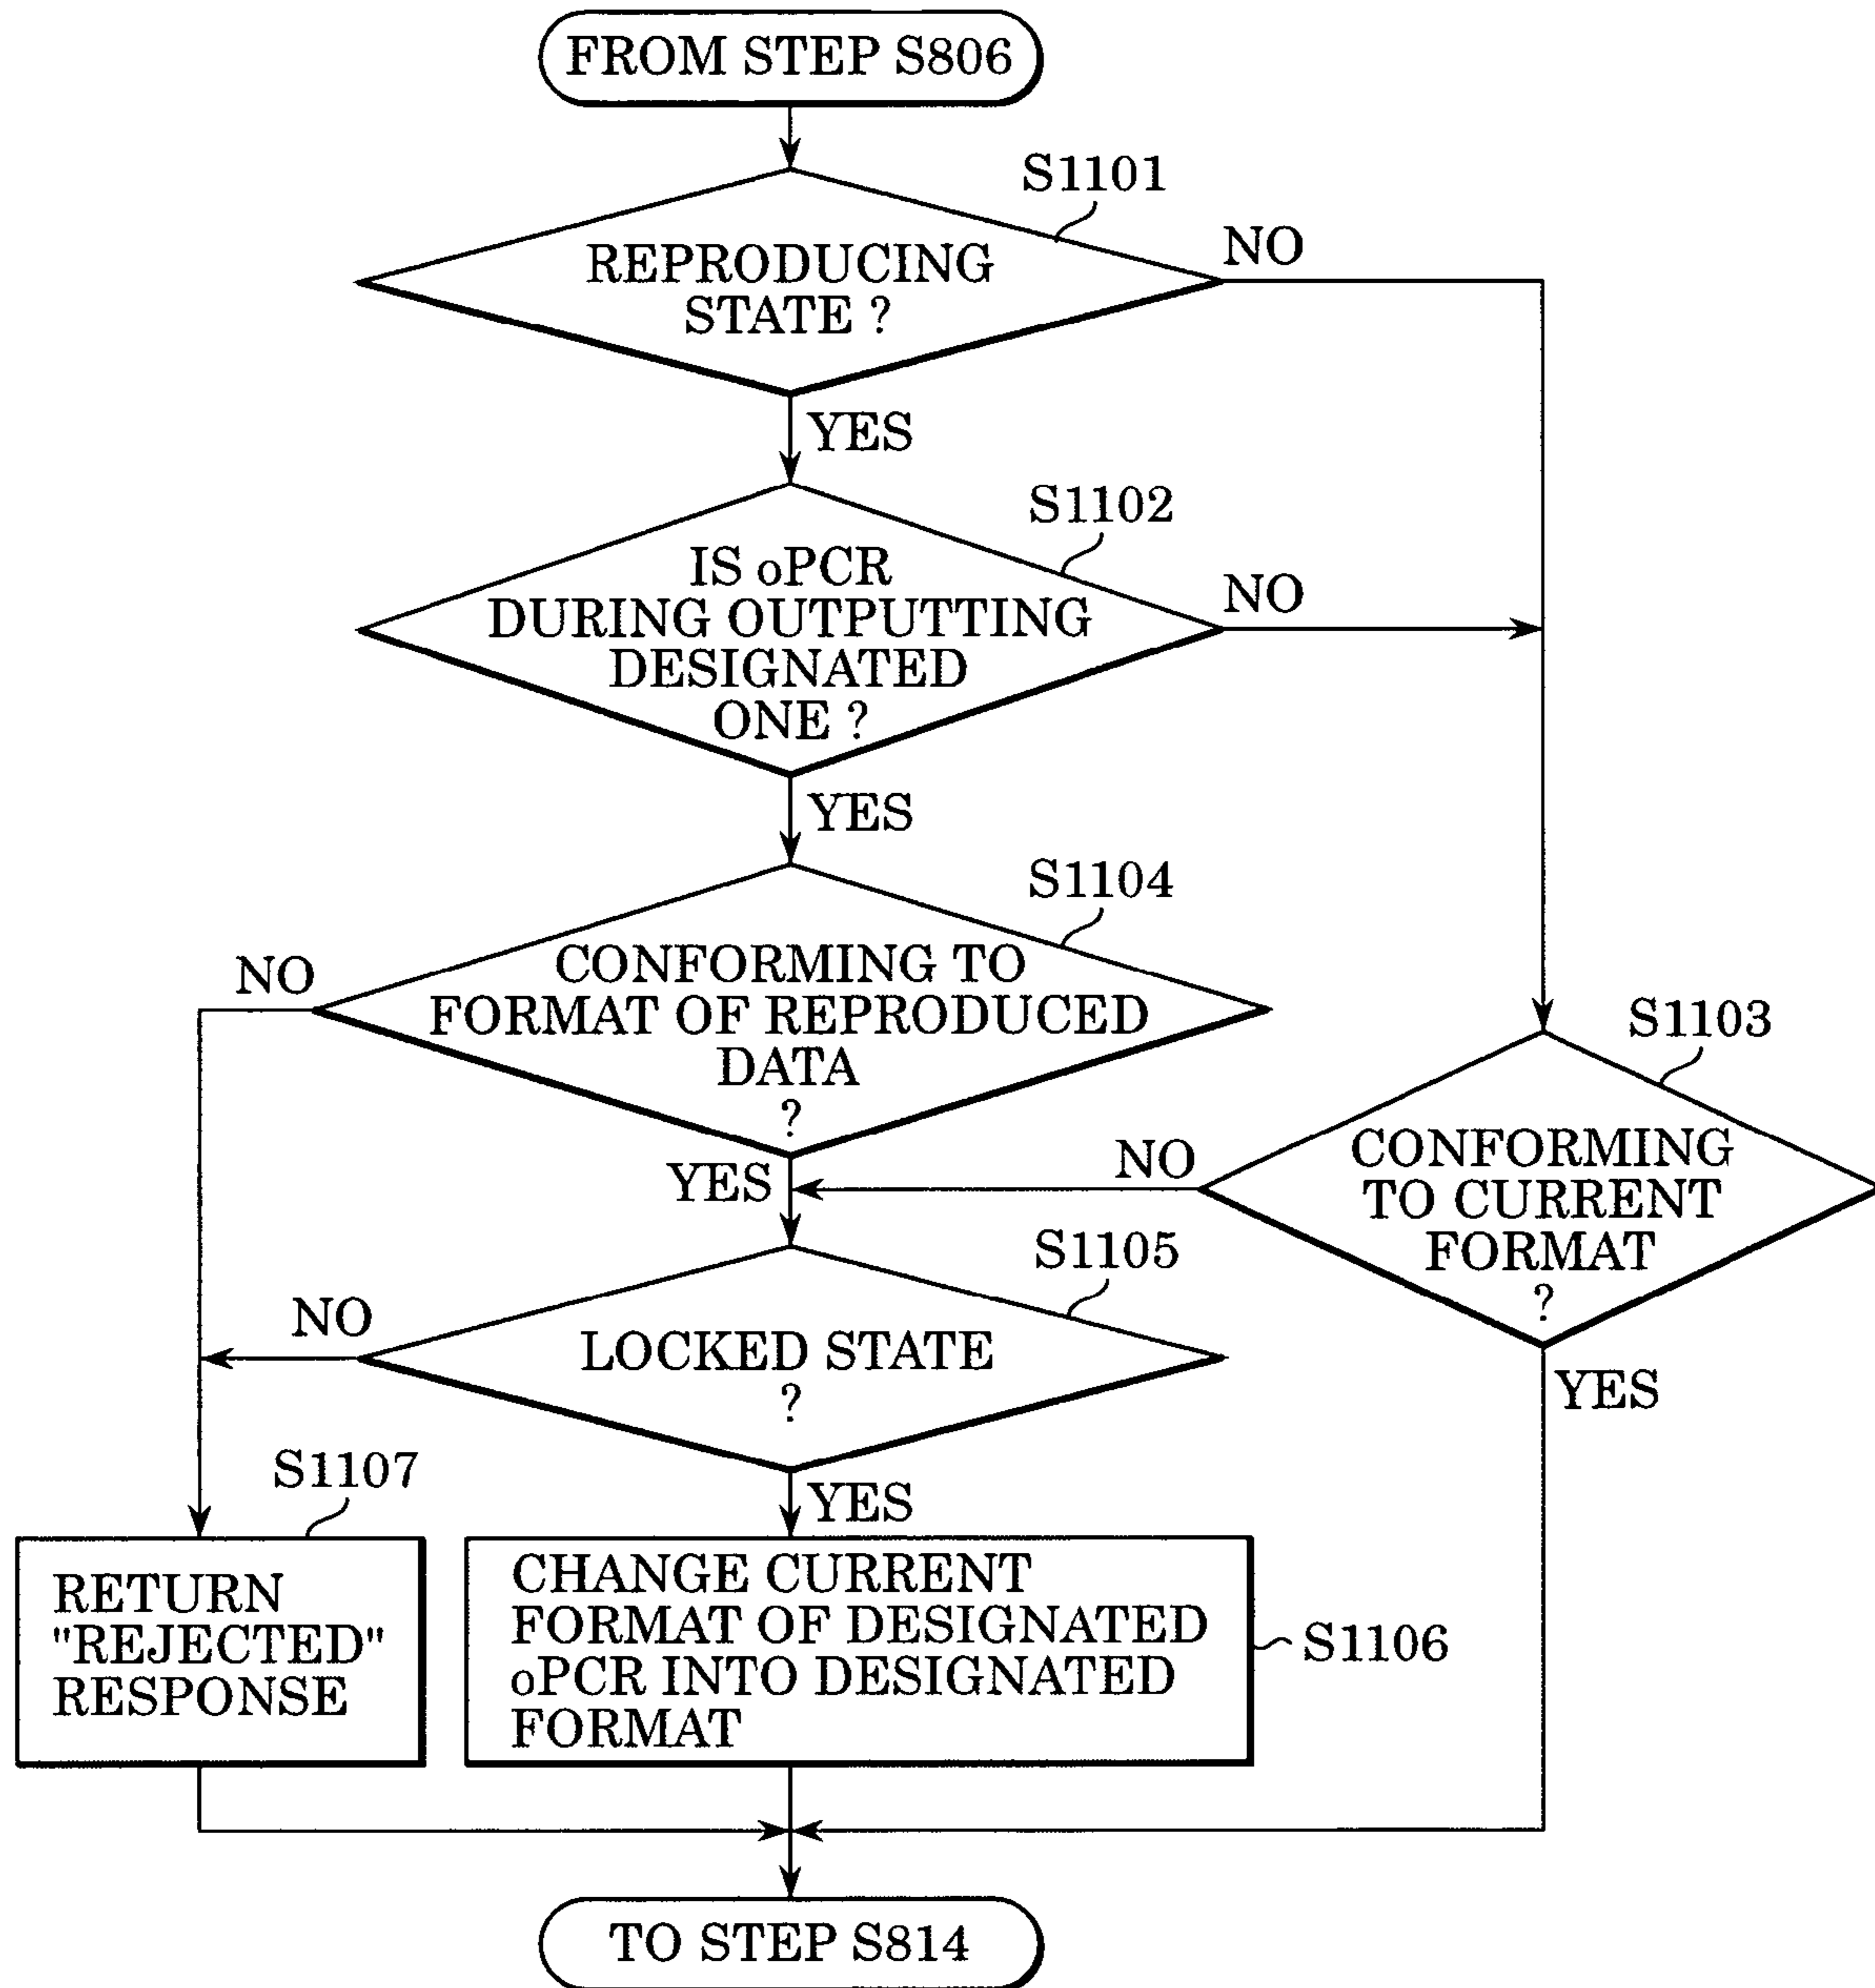 FROM STEP S806
S1101
REPRODUCING
STATE ?
NO
YES
S1102
IS oPCR
DURING OUTPUTTING
DESIGNATED
ONE ?
NO
YES
S1104
CONFORMING TO
FORMAT OF REPRODUCED
DATA
?
NO
YES
S1103
CONFORMING
TO CURRENT
FORMAT
?
NO
YES
S1105
LOCKED STATE
?
NO
YES
S1107
RETURN
"REJECTED"
RESPONSE
CHANGE CURRENT
FORMAT OF DESIGNATED
oPCR INTO DESIGNATED
FORMAT
S1106
TO STEP S814